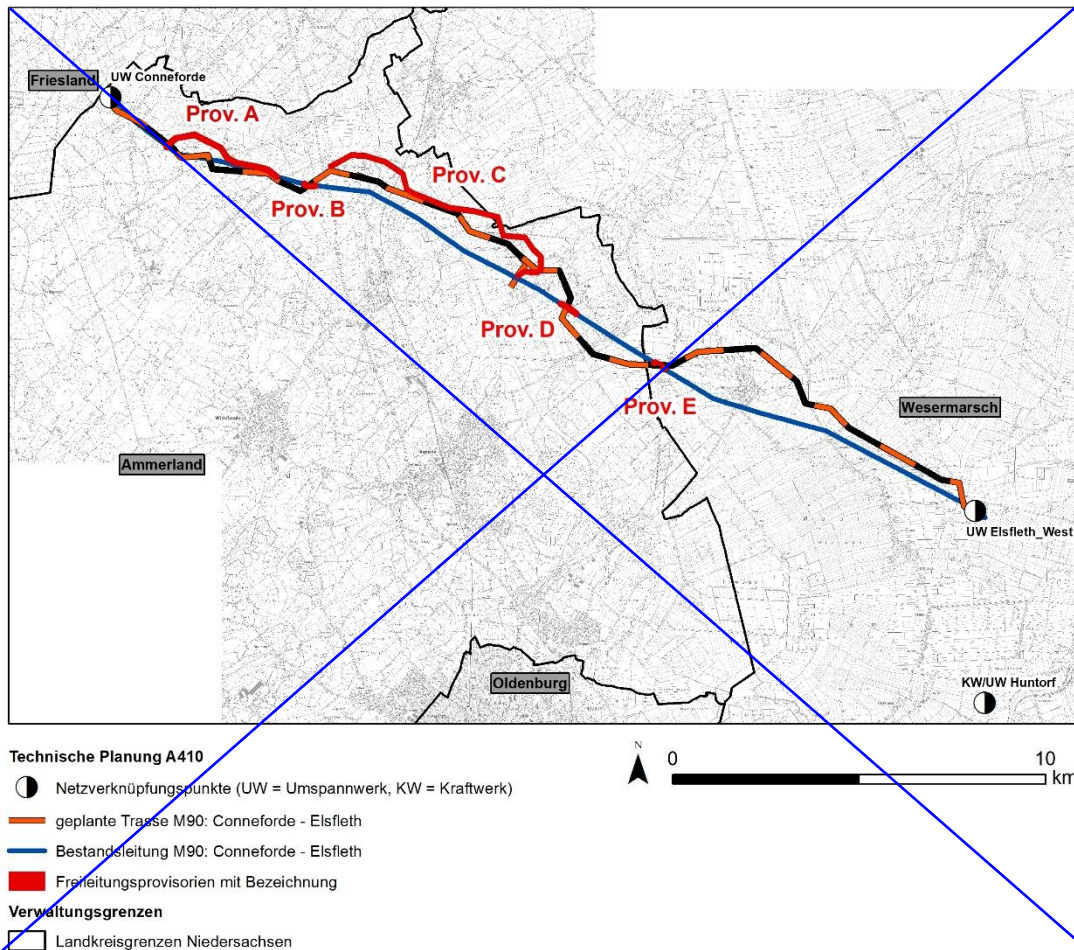 UW Conneforde
Friesland
Prov. A
Prov. C
Prov. B
Prov. D
Prov. E
Wesermarsch
Ammerland
UW Elsfleth_West
Oldenburg
KW/UW Huntorf
Technische Planung A410
N
0 10
km
Netzverknüpfungspunkte (UW = Umspannwerk, KW = Kraftwerk)
geplante Trasse M90: Conneforde - Elsfleth
Bestandsleitung M90: Conneforde - Elsfleth
Freileitungsprovisorien mit Bezeichnung
Verwaltungsgrenzen
Landkreisgrenzen Niedersachsen